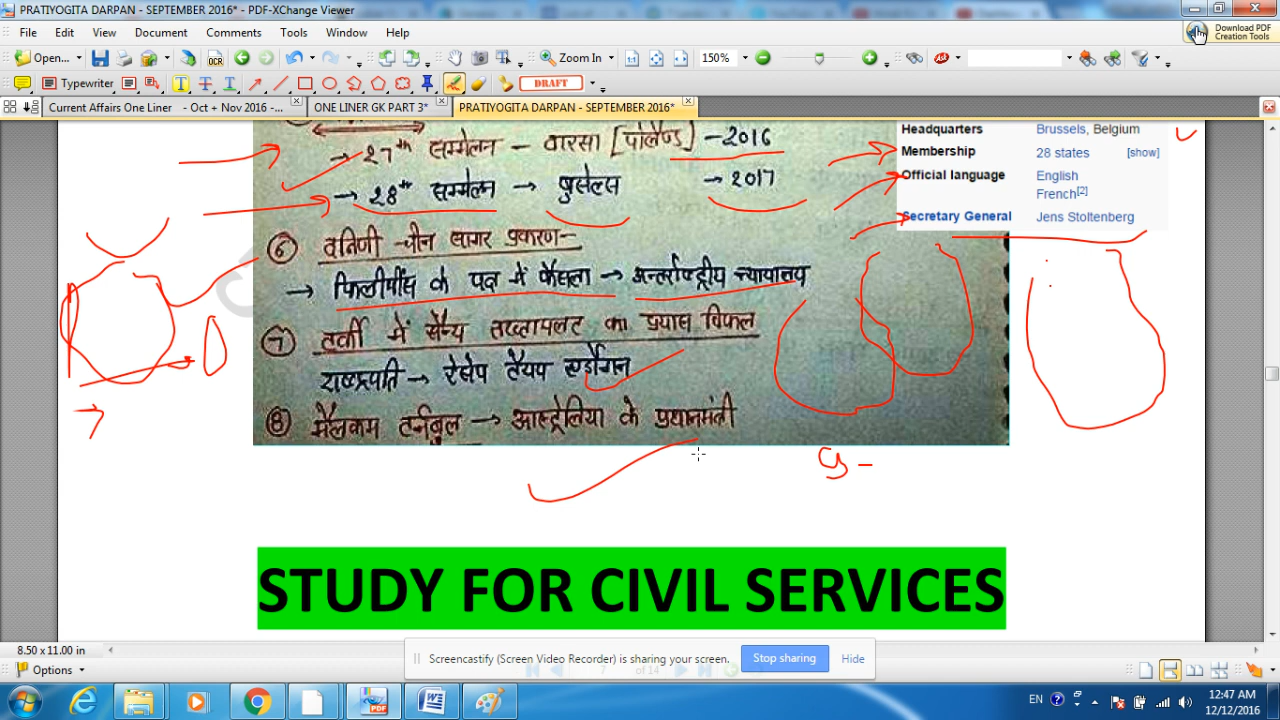 PRATIYOGITA DARPAN - SEPTEMBER 2016* - PDF-XChange Viewer
File Edit View Document Comments Tools Window Help
Download PDF Creation Tools
Open... OCR Zoom In 150%
Typewriter DRAFT
Current Affairs One Liner - Oct + Nov 2016 -... ONE LINER GK PART 3* PRATIYOGITA DARPAN - SEPTEMBER 2016*
Headquarters Brussels, Belgium
Membership 28 states [show]
Official language English
French[2]
Secretary General Jens Stoltenberg
→ 27th सम्मेलन – वारसा [पोलैण्ड] – 2016
→ 28th सम्मेलन → ब्रुसेल्स → 2017
⑥ दक्षिणी चीन सागर प्रकरण–
→ फिलीपींस के पक्ष में फैसला → अन्तर्राष्ट्रीय न्यायालय
⑦ तर्की में सैन्य तख्तापलट का प्रयास विफल
राष्ट्रपति → रेसेप तैयप एर्डोगन
⑧ मैलकम टर्नबुल → आस्ट्रेलिया के प्रधानमंत्री
STUDY FOR CIVIL SERVICES
8.50 x 11.00 in
Screencastify (Screen Video Recorder) is sharing your screen. Stop sharing Hide
Options 7 of 14
EN 12:47 AM
12/12/2016